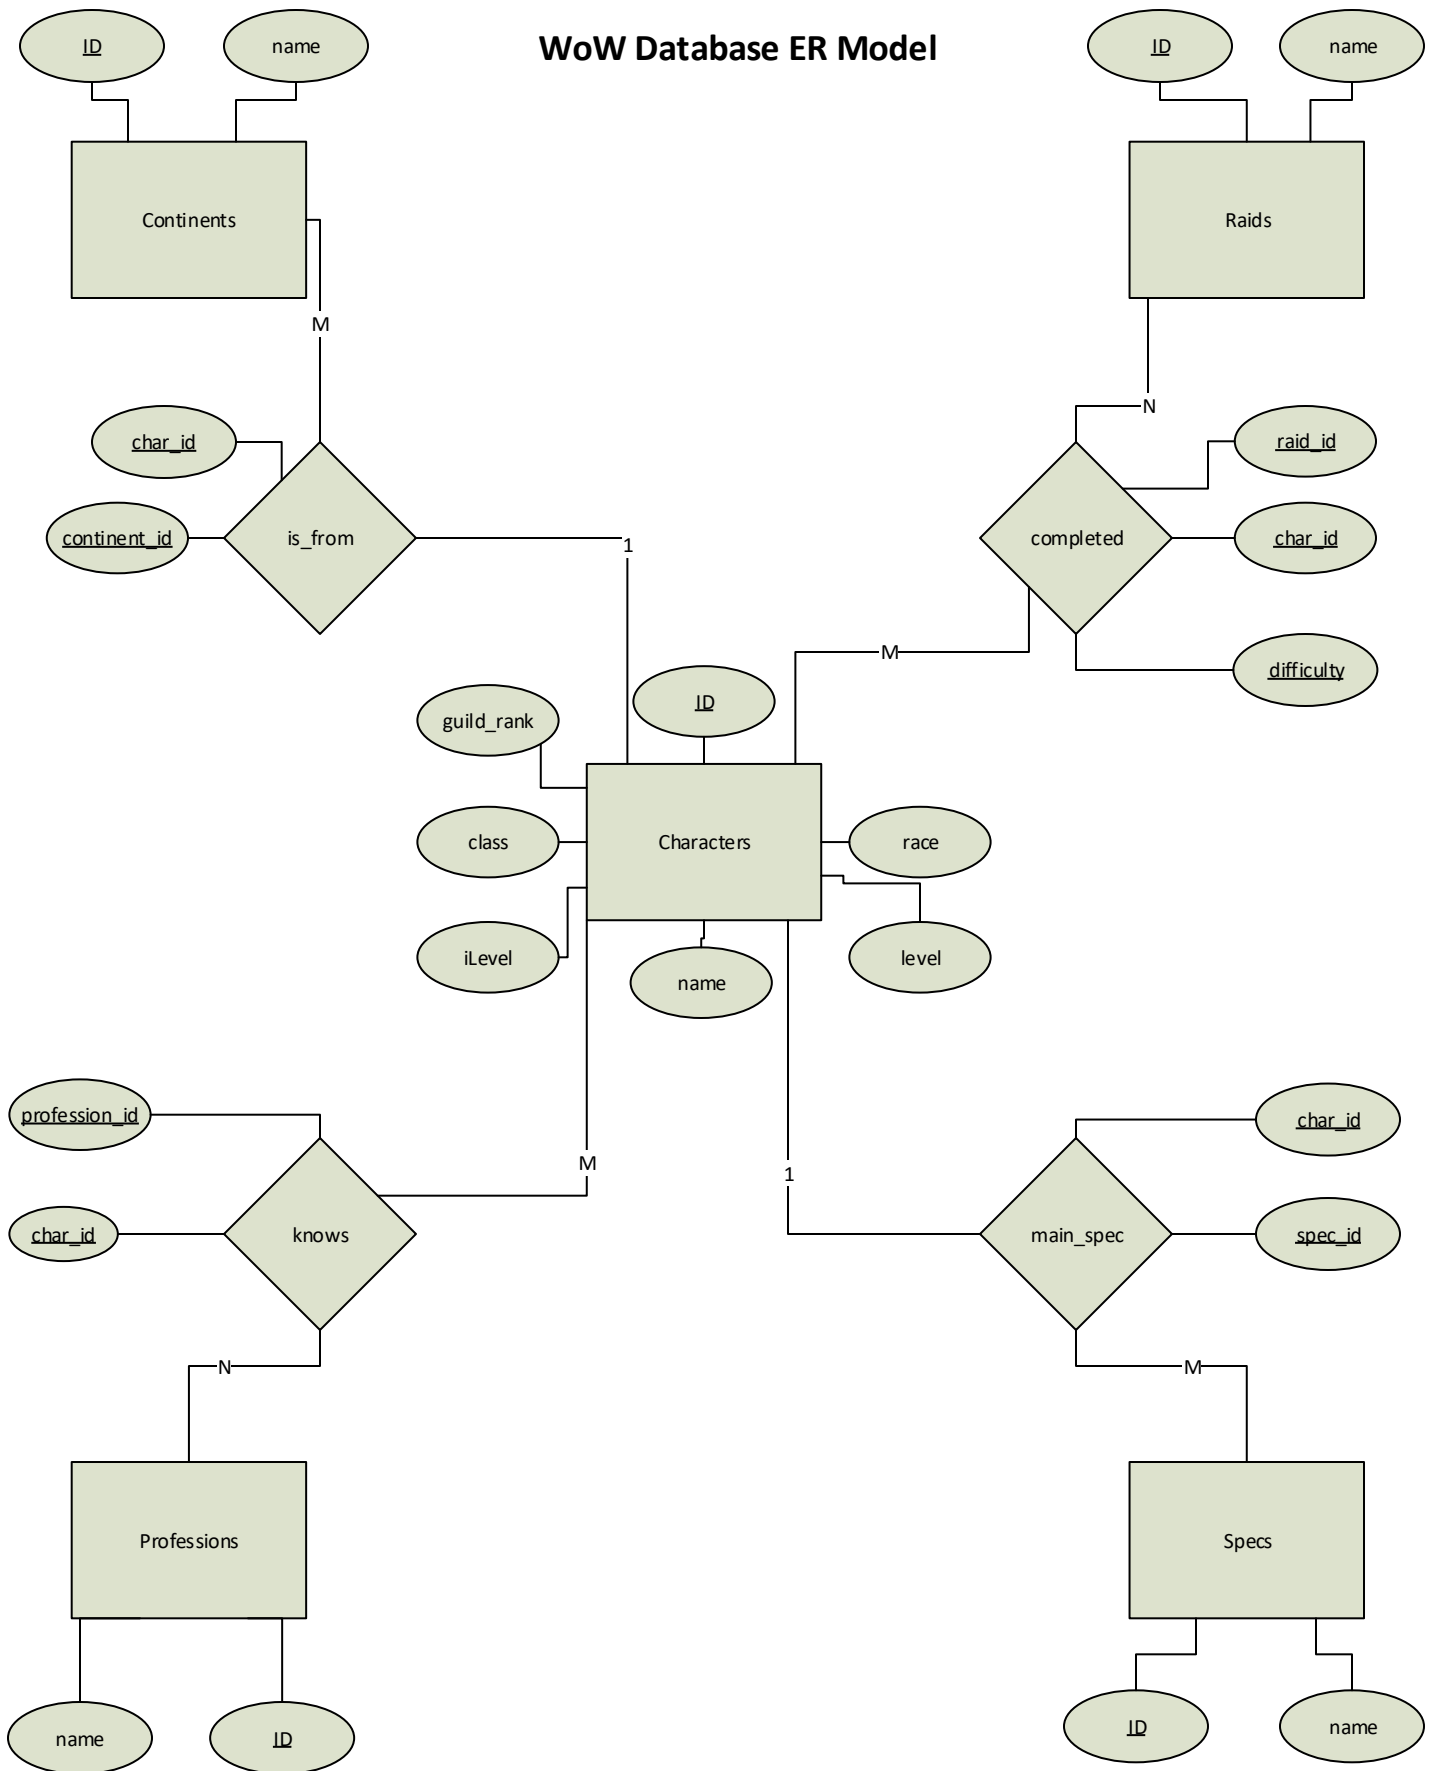 WoW Database ER Model
ID
name
ID
name
Continents
Raids
M
N
char_id
raid_id
continent_id
is_from
1
completed
char_id
M
difficulty
guild_rank
ID
class
Characters
race
iLevel
name
level
profession_id
char_id
M
1
char_id
knows
main_spec
spec_id
N
M
Professions
Specs
name
ID
ID
name